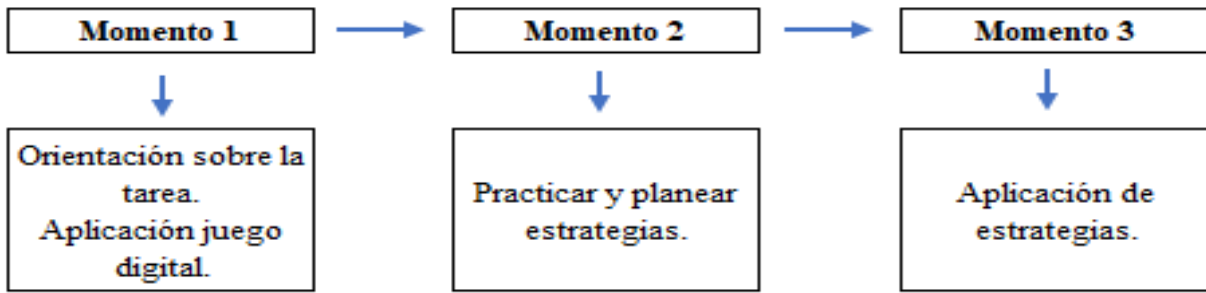 Momento 1
Momento 2
Momento 3
Orientación sobre la
tarea.
Aplicación juego
digital.
Practicar y planear
estrategias.
Aplicación de
estrategias.